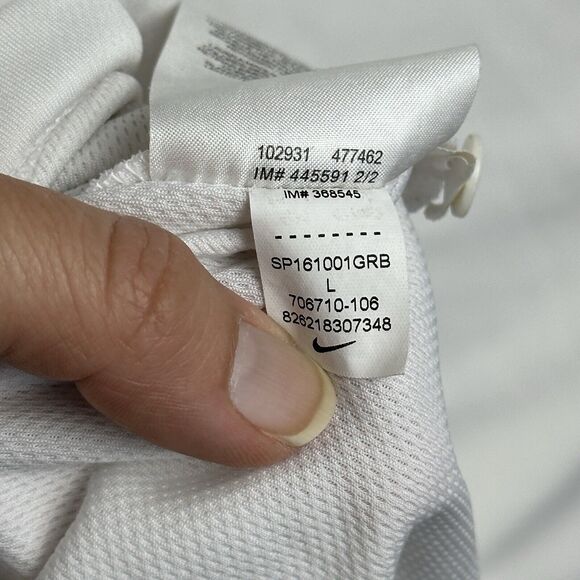 102931 477462
IM# 445591 2/2
IM# 368545
--------
SP161001GRB
L
706710-106
826218307348